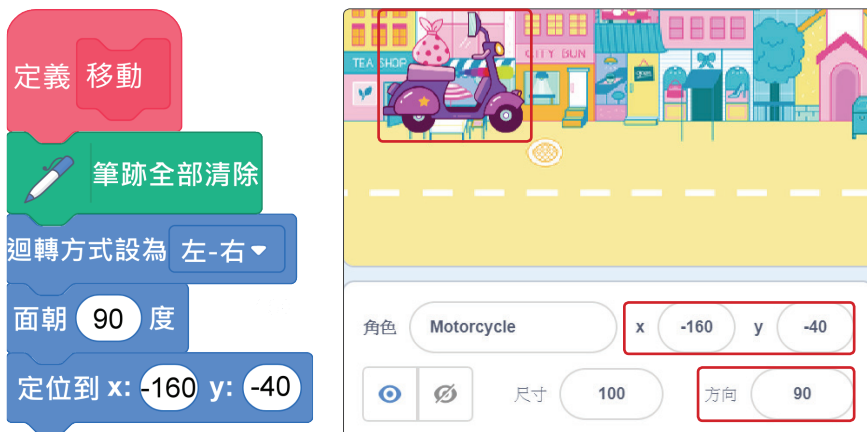 定義 移動
筆跡全部清除
迴轉方式設為 左-右
面朝 90 度
定位到 x: -160 y: -40
TEA SHOP
CITY BUN
角色 Motorcycle x -160 y -40
尺寸 100 方向 90